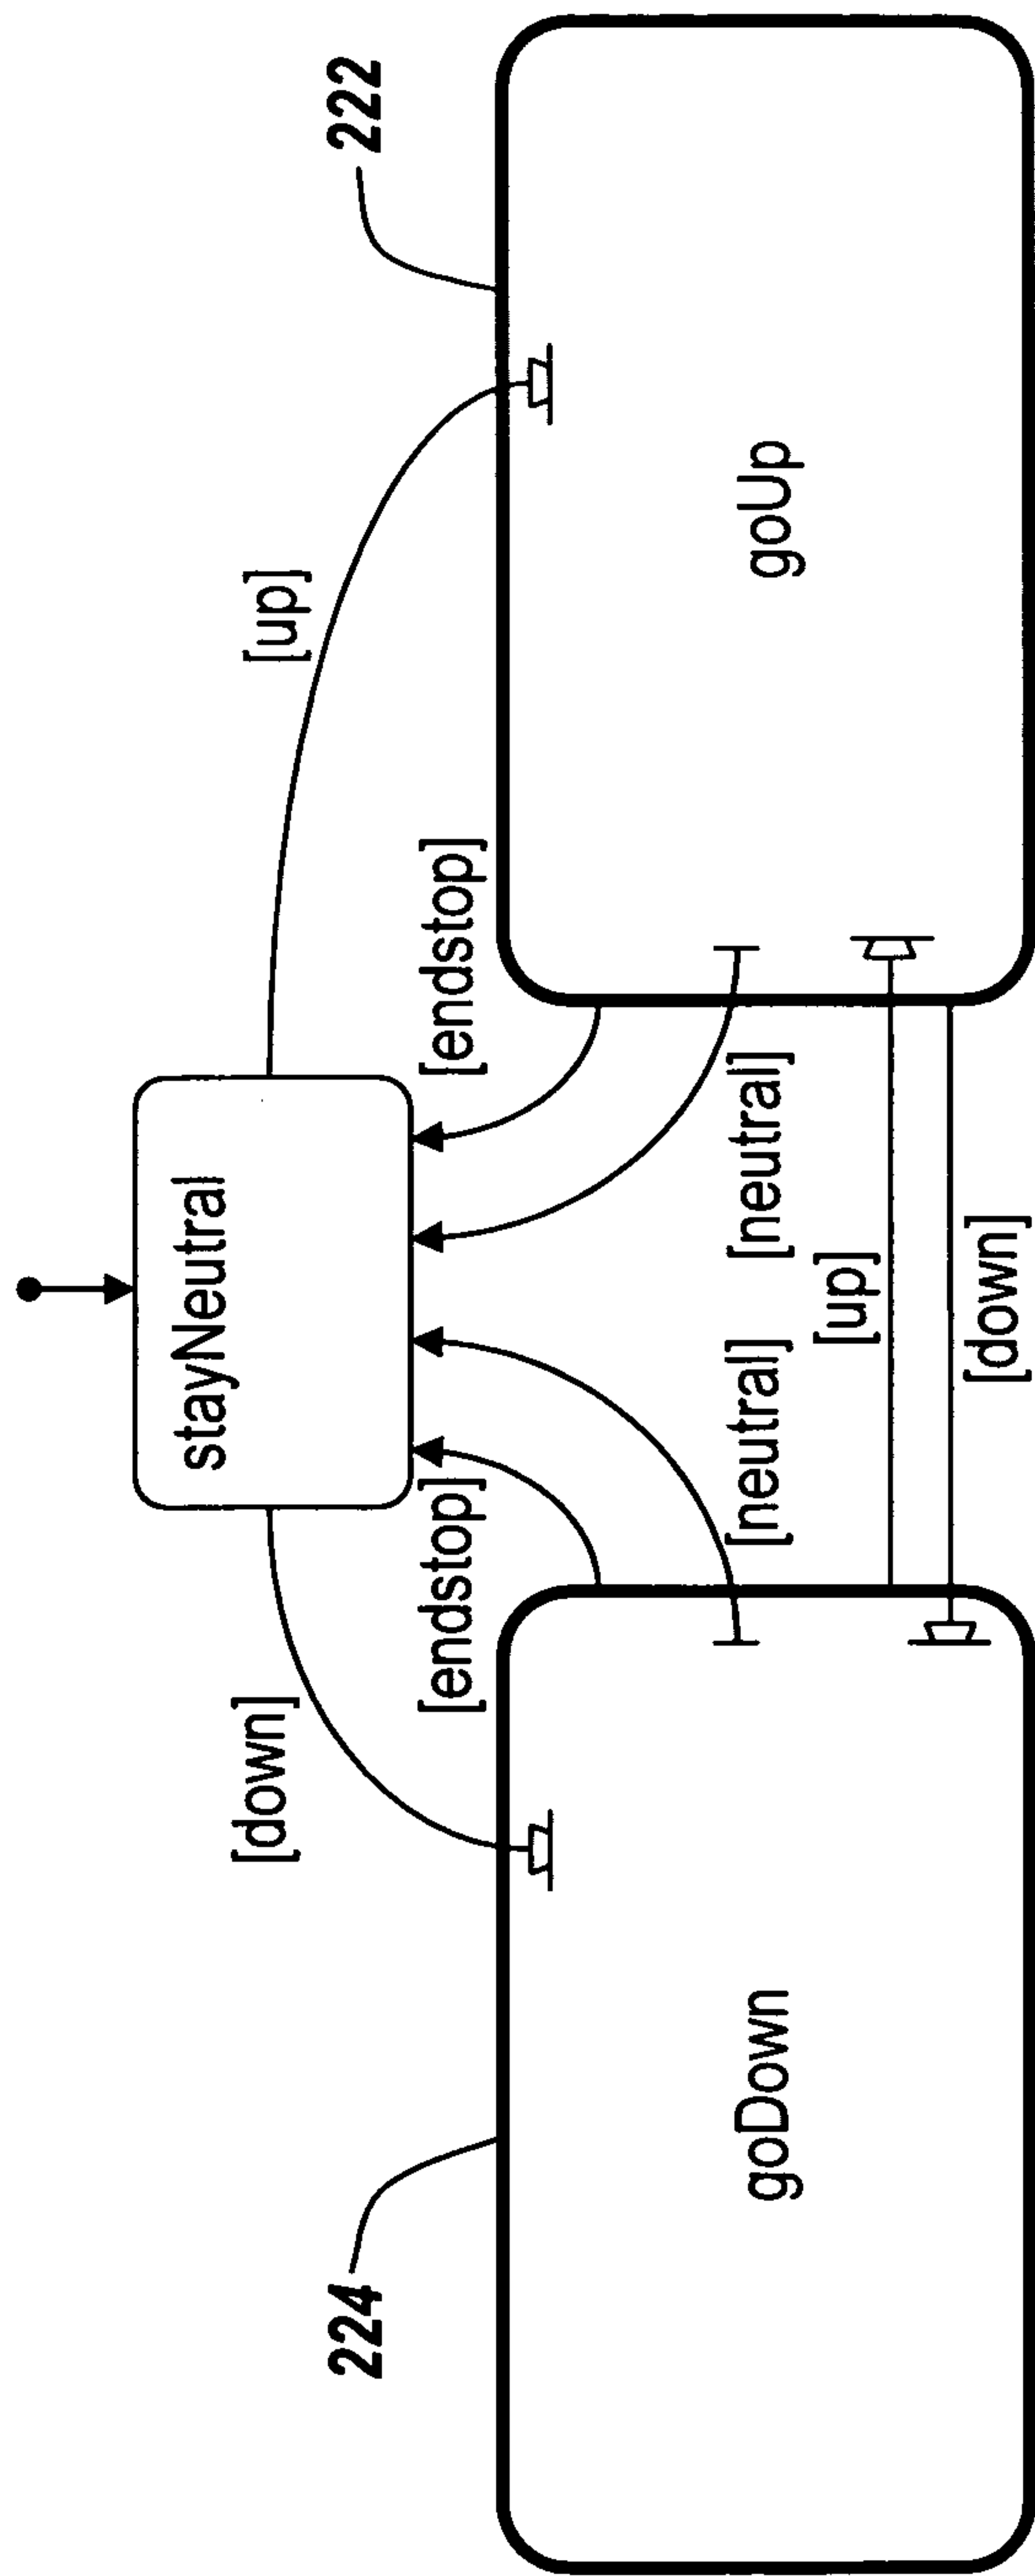 stayNeutral
[down]
[up]
224
222
[endstop]
[endstop]
[neutral]
[neutral]
goDown
goUp
[up]
[down]